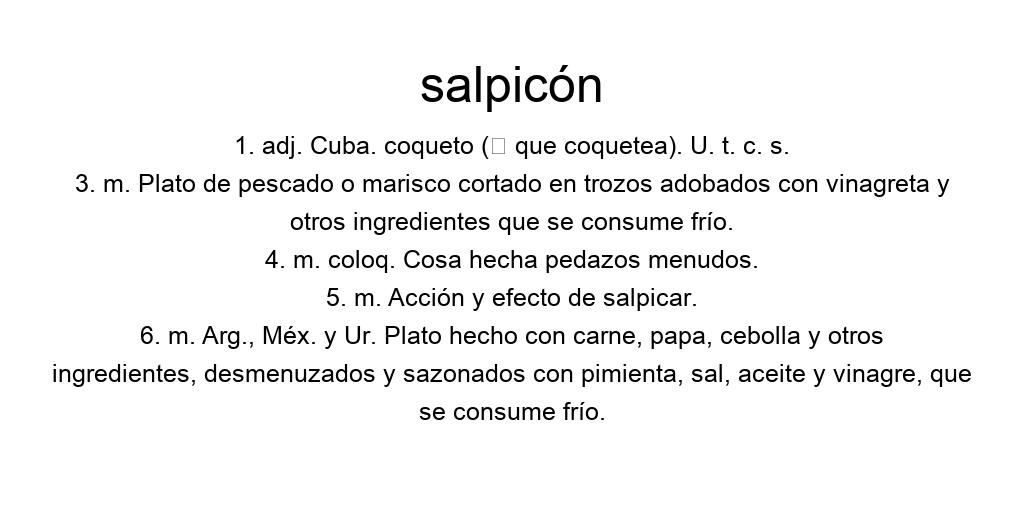 salpicón
1. adj. Cuba. coqueto (□ que coquetea). U. t. c. s.
3. m. Plato de pescado o marisco cortado en trozos adobados con vinagreta y
otros ingredientes que se consume frío.
4. m. coloq. Cosa hecha pedazos menudos.
5. m. Acción y efecto de salpicar.
6. m. Arg., Méx. y Ur. Plato hecho con carne, papa, cebolla y otros
ingredientes, desmenuzados y sazonados con pimienta, sal, aceite y vinagre, que
se consume frío.